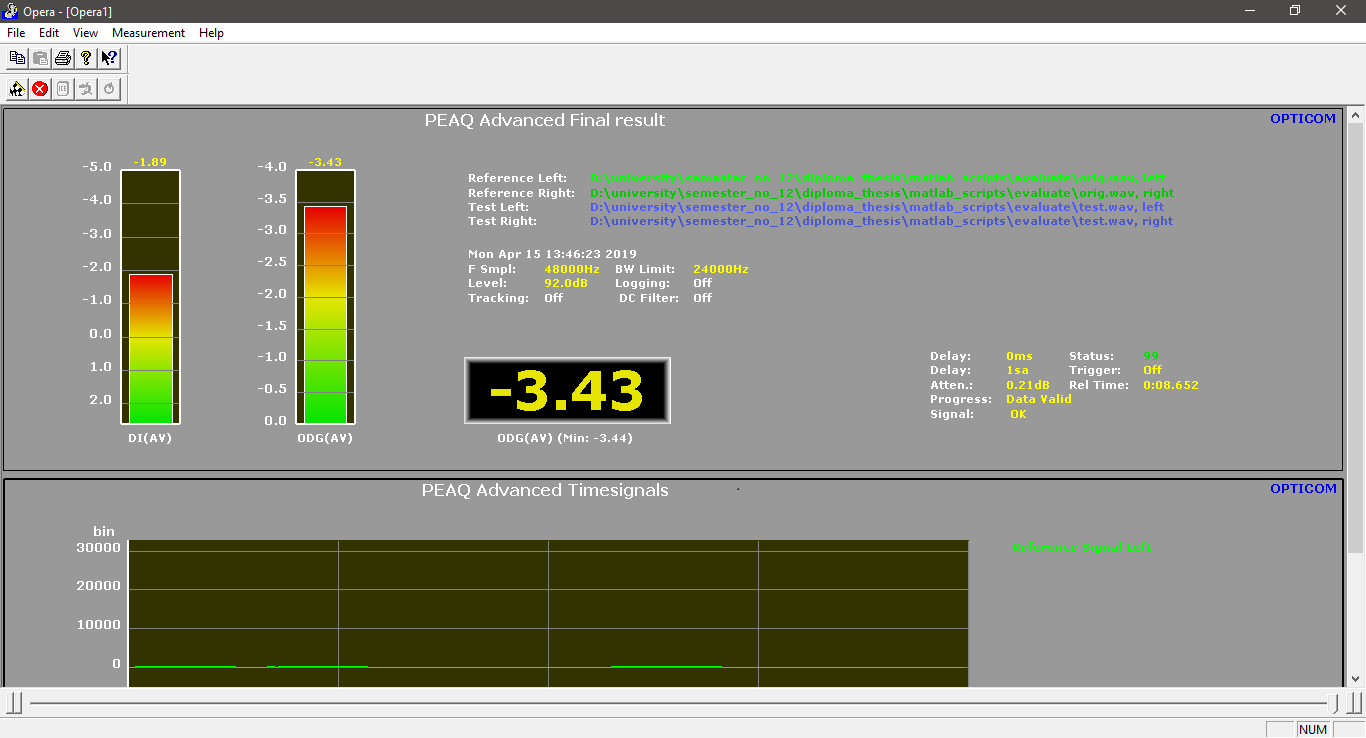 Opera - [Opera1]
File Edit View Measurement Help
PEAQ Advanced Final result
OPTICOM
-1.89
-5.0
-4.0
-3.0
-2.0
-1.0
0.0
1.0
2.0
DI(AV)
-3.43
-4.0
-3.5
-3.0
-2.5
-2.0
-1.5
-1.0
-0.5
0.0
ODG(AV)
Reference Left: D:\university\semester_no_12\diploma_thesis\matlab_scripts\evaluate\orig.wav, left
Reference Right: D:\university\semester_no_12\diploma_thesis\matlab_scripts\evaluate\orig.wav, right
Test Left: D:\university\semester_no_12\diploma_thesis\matlab_scripts\evaluate\test.wav, left
Test Right: D:\university\semester_no_12\diploma_thesis\matlab_scripts\evaluate\test.wav, right
Mon Apr 15 13:46:23 2019
F Smpl: 48000Hz BW Limit: 24000Hz
Level: 92.0dB Logging: Off
Tracking: Off DC Filter: Off
-3.43
ODG(AV) (Min: -3.44)
Delay: 0ms Status: 99
Delay: 1sa Trigger: Off
Atten.: 0.21dB Rel Time: 0:08.652
Progress: Data Valid
Signal: OK
PEAQ Advanced Timesignals
OPTICOM
bin
30000
20000
10000
0
Reference Signal Left
NUM